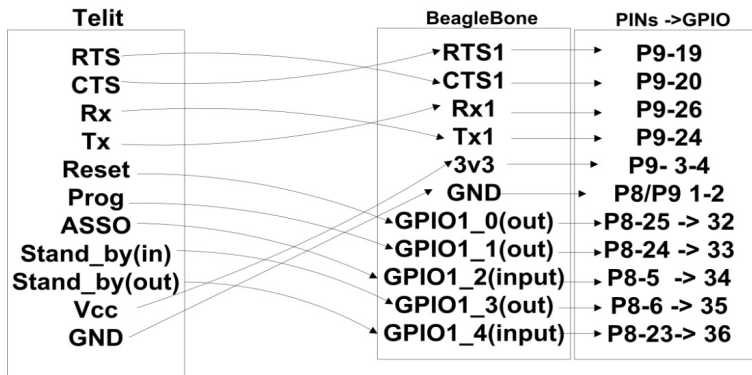 Telit
RTS
CTS
Rx
Tx
Reset
Prog
ASSO
Stand_by(in)
Stand_by(out)
Vcc
GND
BeagleBone
RTS1
CTS1
Rx1
Tx1
3v3
GND
GPIO1_0(out)
GPIO1_1(out)
GPIO1_2(input)
GPIO1_3(out)
GPIO1_4(input)
PINs ->GPIO
P9-19
P9-20
P9-26
P9-24
P9- 3-4
P8/P9 1-2
P8-25 -> 32
P8-24 -> 33
P8-5 -> 34
P8-6 -> 35
P8-23-> 36